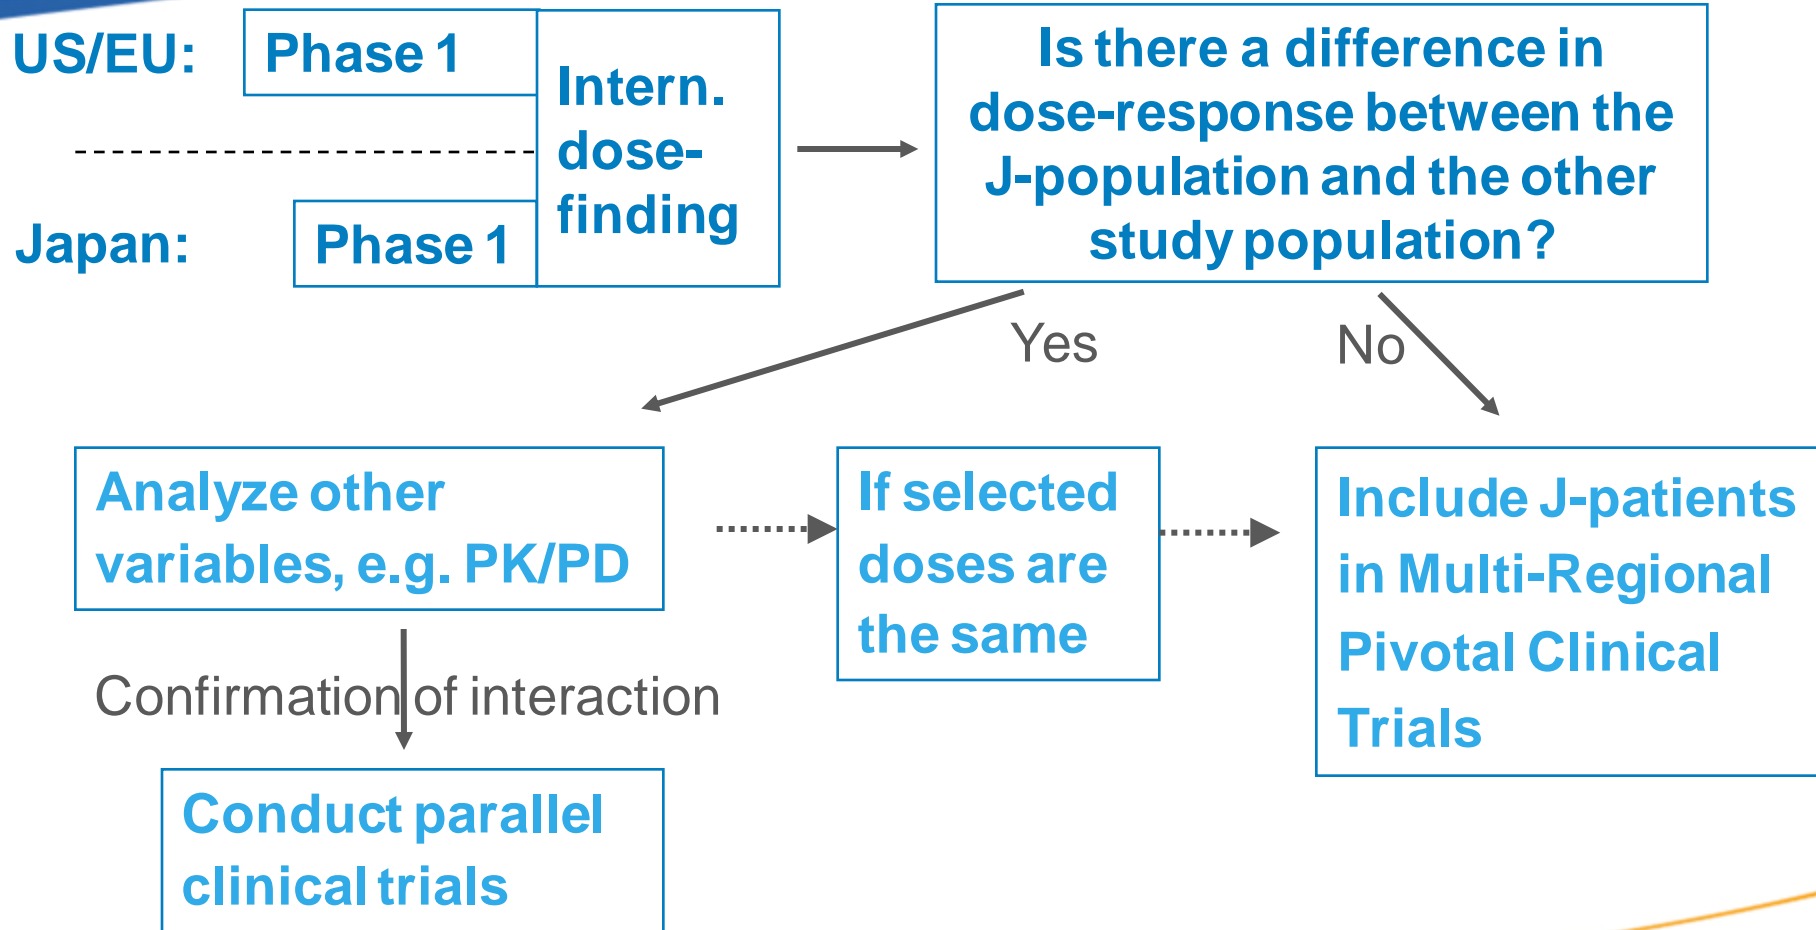 US/EU:
Phase 1
Intern.
dose-
finding
Japan:
Phase 1
Is there a difference in
dose-response between the
J-population and the other
study population?
Yes
No
Analyze other
variables, e.g. PK/PD
If selected
doses are
the same
Include J-patients
in Multi-Regional
Pivotal Clinical
Trials
Confirmation of interaction
Conduct parallel
clinical trials